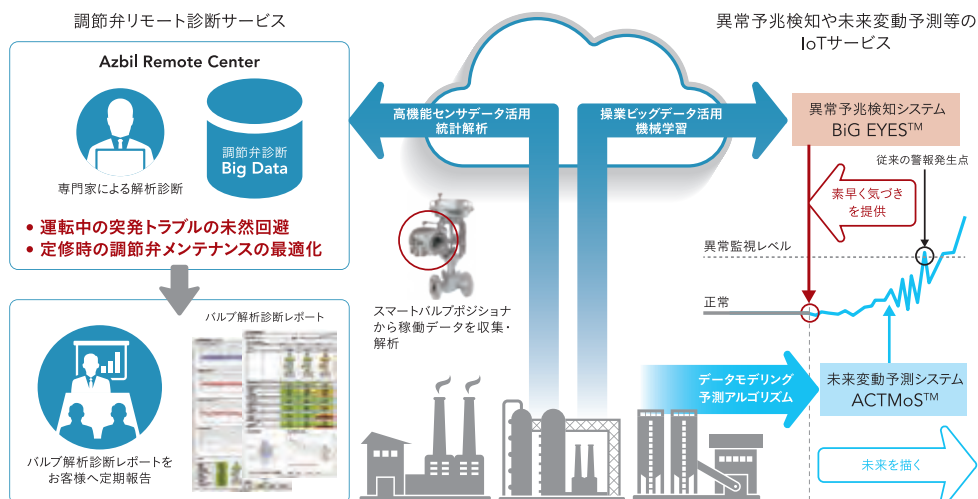 調節弁リモート診断サービス
Azbil Remote Center
専門家による解析診断
調節弁診断
Big Data
• 運転中の突発トラブルの未然回避
• 定修時の調節弁メンテナンスの最適化
バルブ解析診断レポート
バルブ解析診断レポートを
お客様へ定期報告
高機能センサデータ活用
統計解析
操業ビッグデータ活用
機械学習
スマートバルブポジショナ
から稼働データを収集・
解析
異常予兆検知や未来変動予測等の
IoTサービス
異常予兆検知システム
BiG EYES™
従来の警報発生点
素早く気づき
を提供
異常監視レベル
正常
データモデリング
予測アルゴリズム
未来変動予測システム
ACTMoS™
未来を描く